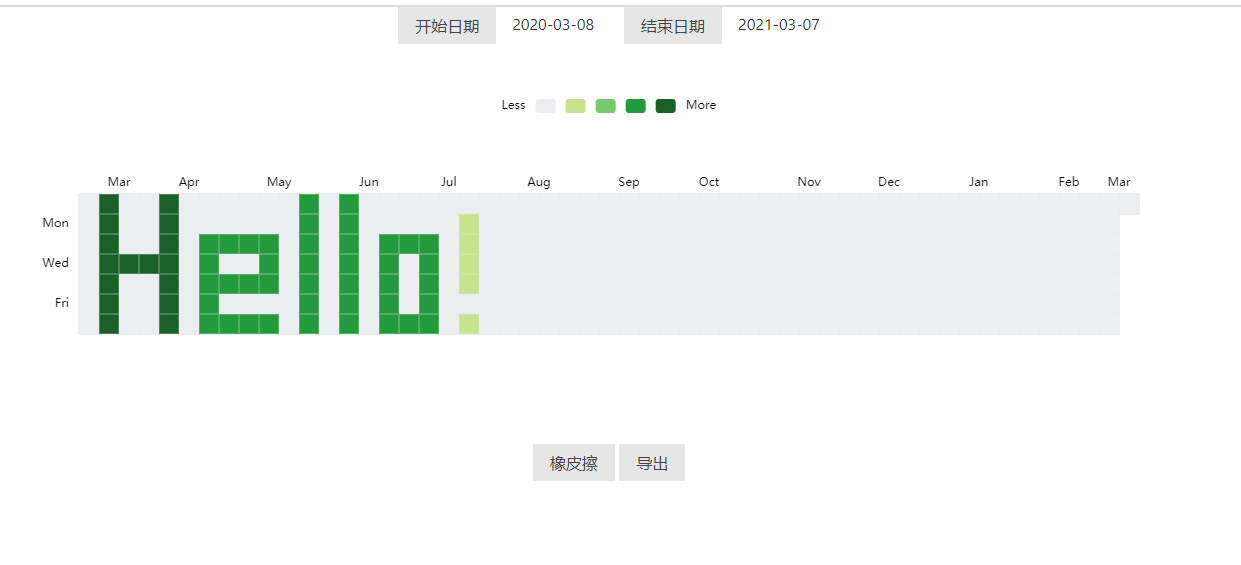 开始日期 2020-03-08 结束日期 2021-03-07
Less More
Mar Apr May Jun Jul Aug Sep Oct Nov Dec Jan Feb Mar
Mon
Wed
Fri
Hello!
橡皮擦 导出